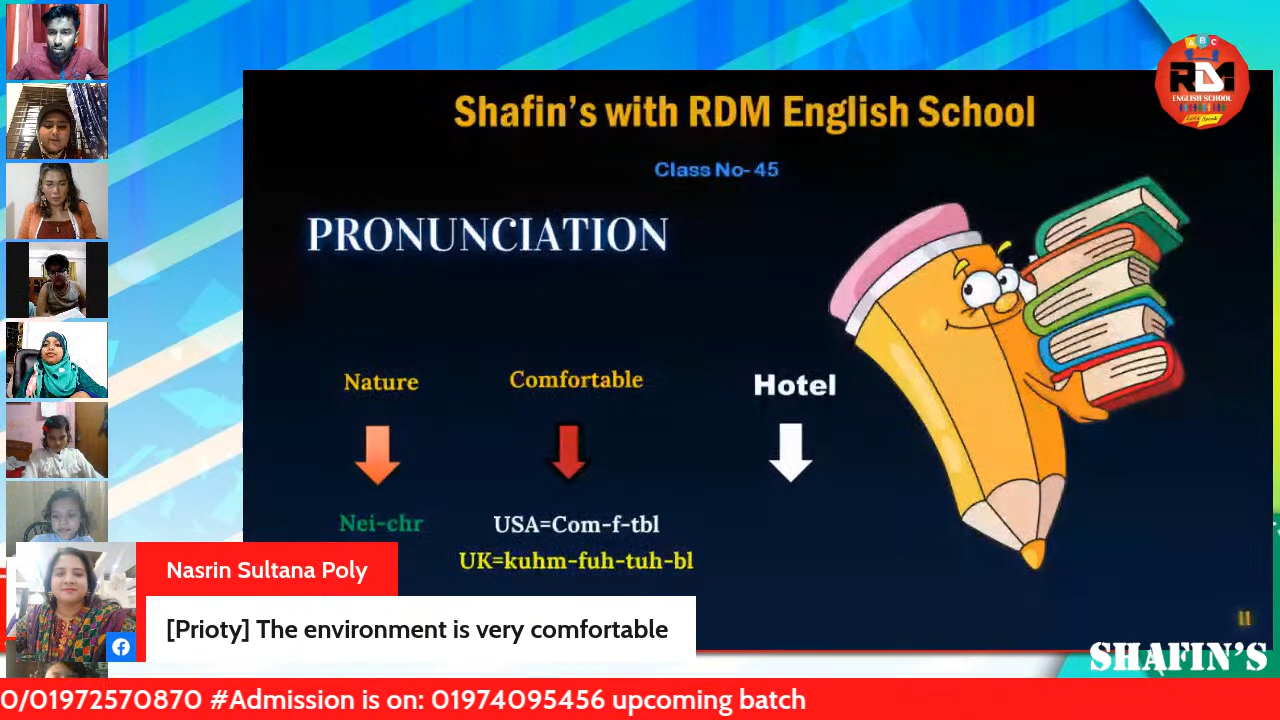 A B C
RDM
ENGLISH SCHOOL
Shafin's with RDM English School
Class No- 45
PRONUNCIATION
Nature
Comfortable
Hotel
Nei-chr
USA=Com-f-tbl
UK=kuhm-fuh-tuh-bl
Nasrin Sultana Poly
[Prioty] The environment is very comfortable
11
SHAFIN'S
0/01972570870 #Admission is on: 01974095456 upcoming batch